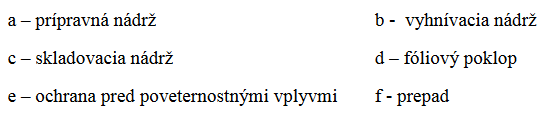 a – prípravná nádrž b - vyhnívacia nádrž
c – skladovacia nádrž d – fóliový poklop
e – ochrana pred poveternostnými vplyvmi f - prepad